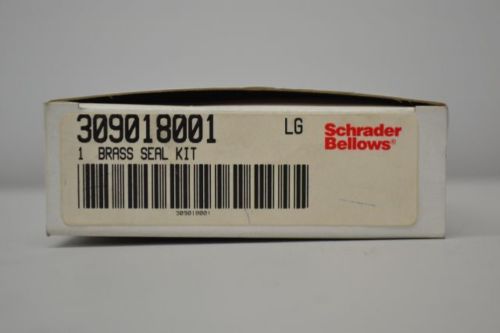 309018001 LG
1 BRASS SEAL KIT
Schrader
Bellows®
309018001